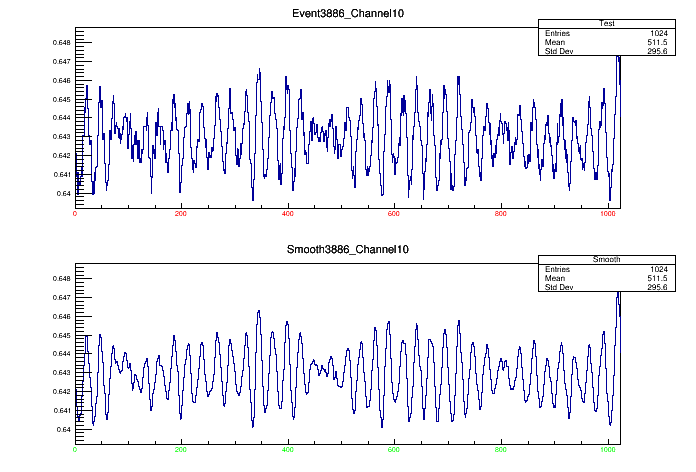 Event3886_Channel10
Test
Entries 1024
Mean 511.5
Std Dev 295.6
0.648
0.647
0.646
0.645
0.644
0.643
0.642
0.641
0.64
0 200 400 600 800 1000
Smooth3886_Channel10
Smooth
Entries 1024
Mean 511.5
Std Dev 295.6
0.648
0.647
0.646
0.645
0.644
0.643
0.642
0.641
0.64
0 200 400 600 800 1000